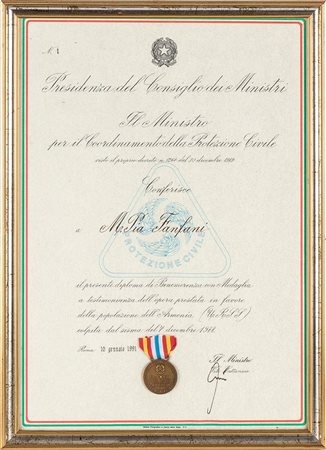 N. 1
Presidenza del Consiglio dei Ministri
Il Ministro
per il Coordinamento della Protezione Civile
visto il proprio decreto n. del dicembre 1989
Conferisce
a M. Pia Fanfani
PROTEZIONE CIVILE
il presente diploma di Benemerenza con Medaglia
a testimonianza dell'opera prestata in favore
della popolazione dell'Armenia (U.R.S.S.)
colpita dal sisma del 7 dicembre 1988
Roma 10 gennaio 1991
Il Ministro